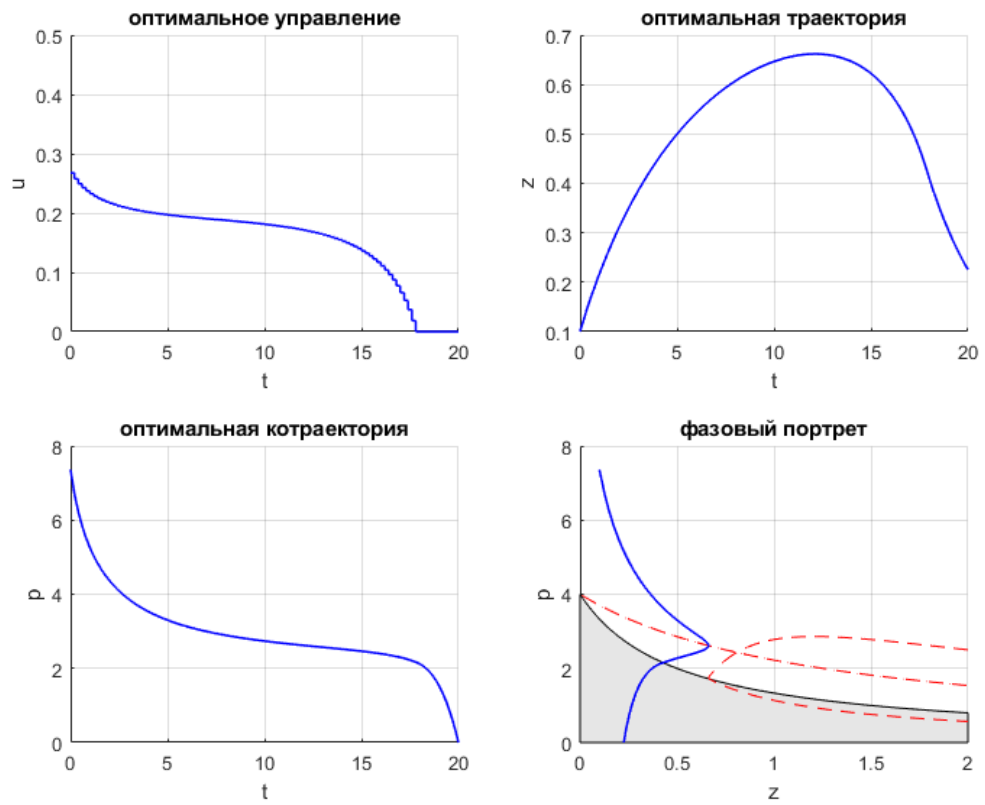 оптимальное управление
0.5
0.4
0.3
0.2
0.1
0
u
0 5 10 15 20
t
оптимальная траектория
0.7
0.6
0.5
0.4
0.3
0.2
0.1
z
0 5 10 15 20
t
оптимальная котраектория
8
6
4
2
0
p
0 5 10 15 20
t
фазовый портрет
8
6
4
2
0
p
0 0.5 1 1.5 2
z